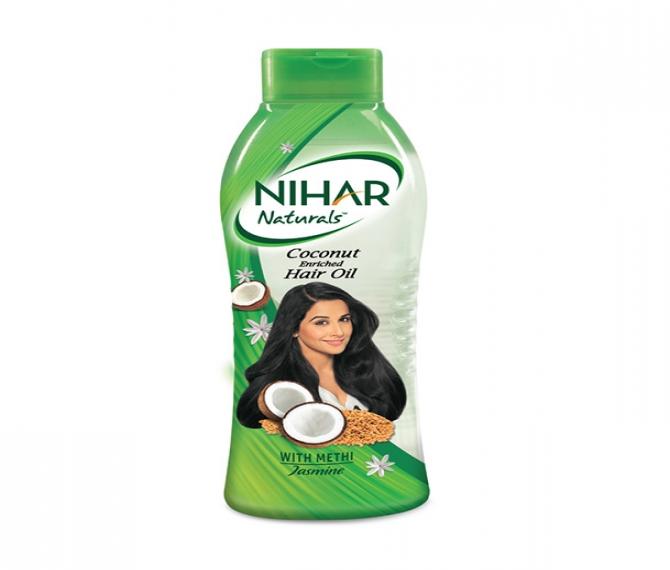 NIHAR
Naturals™
Coconut
Enriched
Hair Oil
WITH METHI
Jasmine